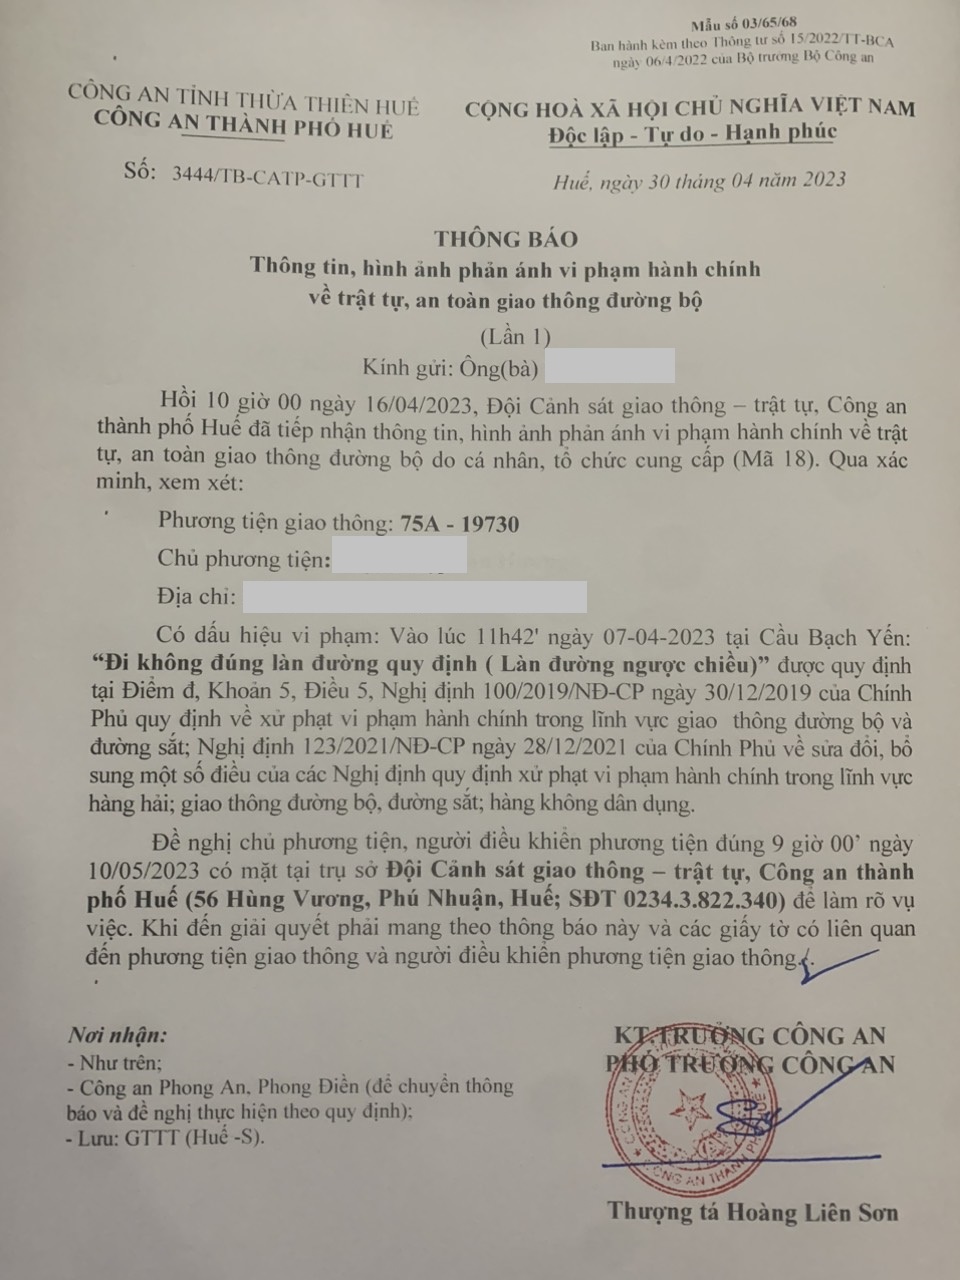 Mẫu số 03/65/68
Ban hành kèm theo Thông tư số 15/2022/TT-BCA
ngày 06/4/2022 của Bộ trưởng Bộ Công an
CÔNG AN TỈNH THỪA THIÊN HUẾ
CÔNG AN THÀNH PHỐ HUẾ
CỘNG HOÀ XÃ HỘI CHỦ NGHĨA VIỆT NAM
Độc lập - Tự do - Hạnh phúc
Số: 3444/TB-CATP-GTTT
Huế, ngày 30 tháng 04 năm 2023
THÔNG BÁO
Thông tin, hình ảnh phản ánh vi phạm hành chính
về trật tự, an toàn giao thông đường bộ
(Lần 1)
Kính gửi: Ông(bà)
Hồi 10 giờ 00 ngày 16/04/2023, Đội Cảnh sát giao thông – trật tự, Công an
thành phố Huế đã tiếp nhận thông tin, hình ảnh phản ánh vi phạm hành chính về trật
tự, an toàn giao thông đường bộ do cá nhân, tổ chức cung cấp (Mã 18). Qua xác
minh, xem xét:
Phương tiện giao thông: 75A - 19730
Chủ phương tiện:
Địa chỉ:
Có dấu hiệu vi phạm: Vào lúc 11h42' ngày 07-04-2023 tại Cầu Bạch Yến:
“Đi không đúng làn đường quy định ( Làn đường ngược chiều)” được quy định
tại Điểm đ, Khoản 5, Điều 5, Nghị định 100/2019/NĐ-CP ngày 30/12/2019 của Chính
Phủ quy định về xử phạt vi phạm hành chính trong lĩnh vực giao thông đường bộ và
đường sắt; Nghị định 123/2021/NĐ-CP ngày 28/12/2021 của Chính Phủ về sửa đổi, bổ
sung một số điều của các Nghị định quy định xử phạt vi phạm hành chính trong lĩnh vực
hàng hải; giao thông đường bộ, đường sắt; hàng không dân dụng.
Đề nghị chủ phương tiện, người điều khiển phương tiện đúng 9 giờ 00’ ngày
10/05/2023 có mặt tại trụ sở Đội Cảnh sát giao thông – trật tự, Công an thành
phố Huế (56 Hùng Vương, Phú Nhuận, Huế; SĐT 0234.3.822.340) để làm rõ vụ
việc. Khi đến giải quyết phải mang theo thông báo này và các giấy tờ có liên quan
đến phương tiện giao thông và người điều khiển phương tiện giao thông./.
Nơi nhận:
- Như trên;
- Công an Phong An, Phong Điền (để chuyển thông
báo và đề nghị thực hiện theo quy định);
- Lưu: GTTT (Huế -S).
KT.TRƯỞNG CÔNG AN
PHÓ TRƯỞNG CÔNG AN
CÔNG AN THÀNH PHỐ HUẾ
Thượng tá Hoàng Liên Sơn